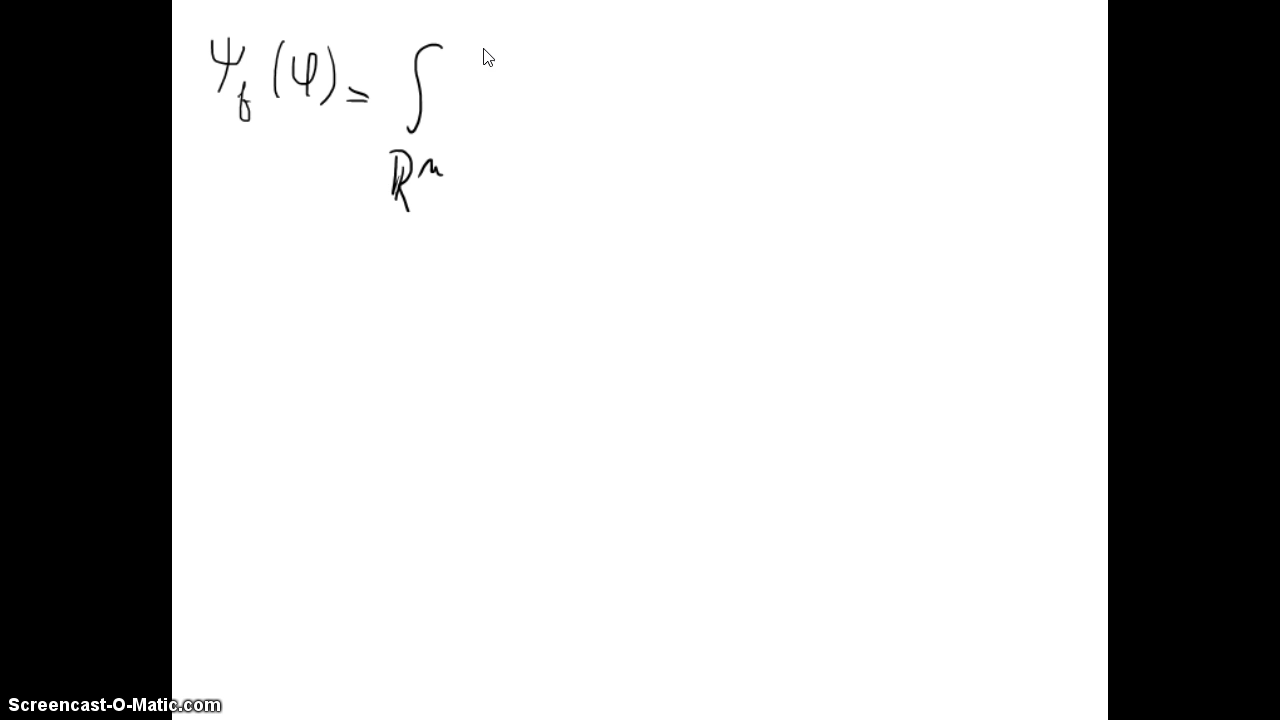 Ψ_f (φ) = ∫_{ℝ^n}
Screencast-O-Matic.com